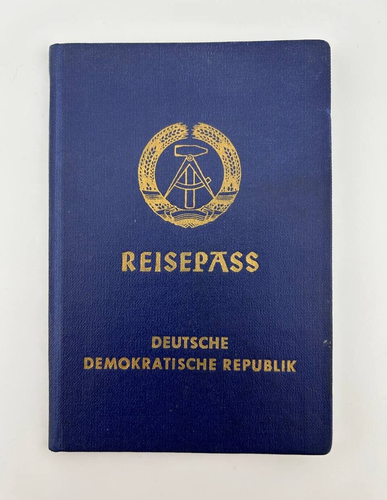 REISEPASS
DEUTSCHE
DEMOKRATISCHE REPUBLIK